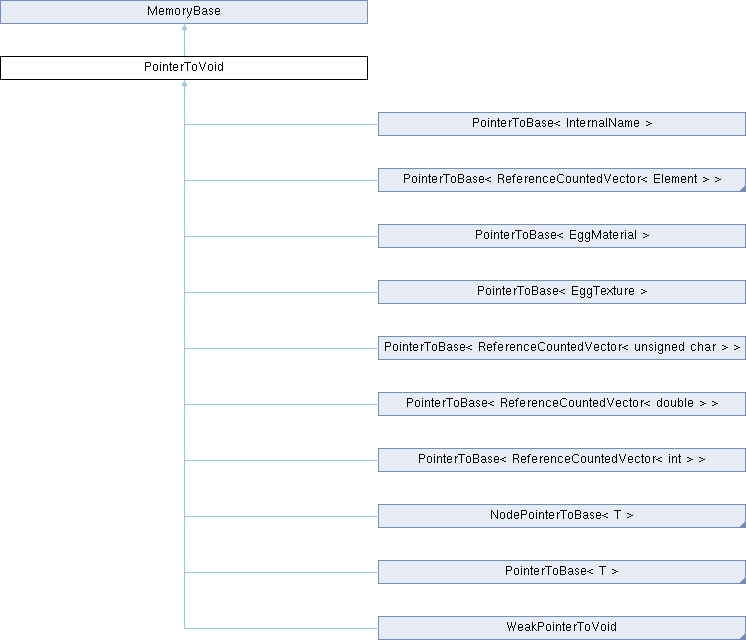 MemoryBase
PointerToVoid
PointerToBase< InternalName >
PointerToBase< ReferenceCountedVector< Element > >
PointerToBase< EggMaterial >
PointerToBase< EggTexture >
PointerToBase< ReferenceCountedVector< unsigned char > >
PointerToBase< ReferenceCountedVector< double > >
PointerToBase< ReferenceCountedVector< int > >
NodePointerToBase< T >
PointerToBase< T >
WeakPointerToVoid